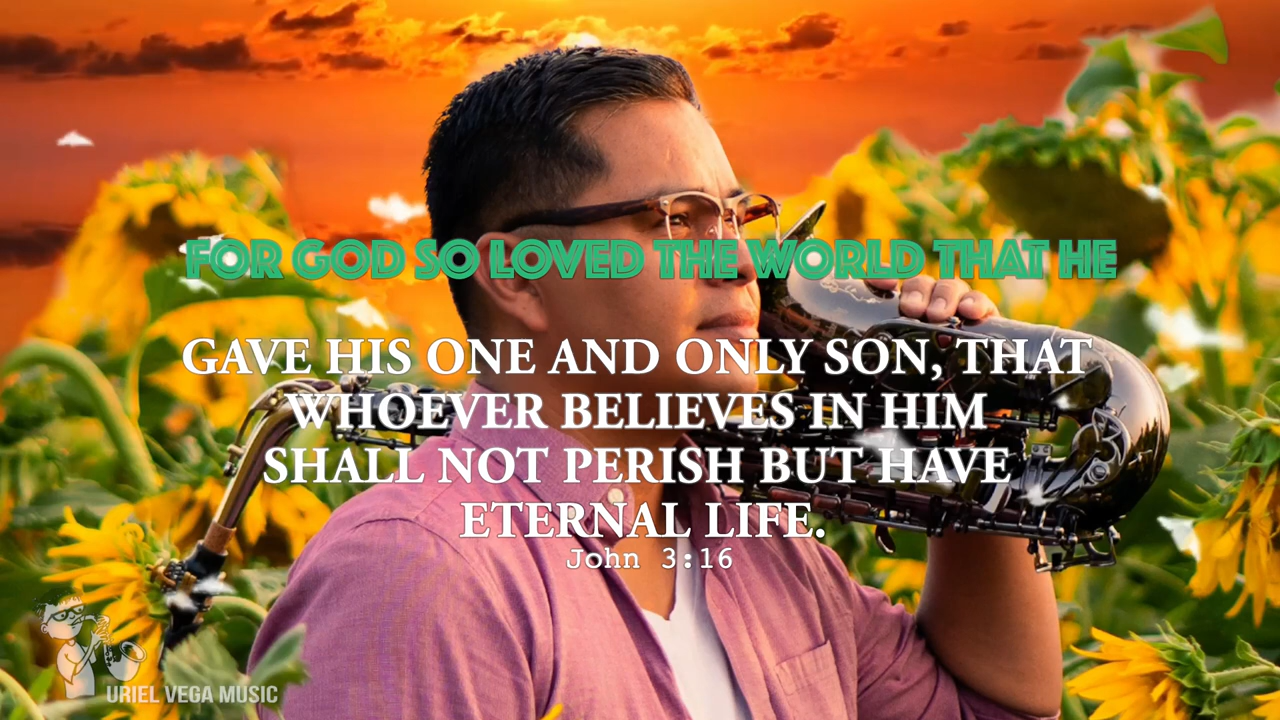 FOR GOD SO LOVED THE WORLD THAT HE
GAVE HIS ONE AND ONLY SON, THAT
WHOEVER BELIEVES IN HIM
SHALL NOT PERISH BUT HAVE
ETERNAL LIFE.
John 3:16
URIEL VEGA MUSIC